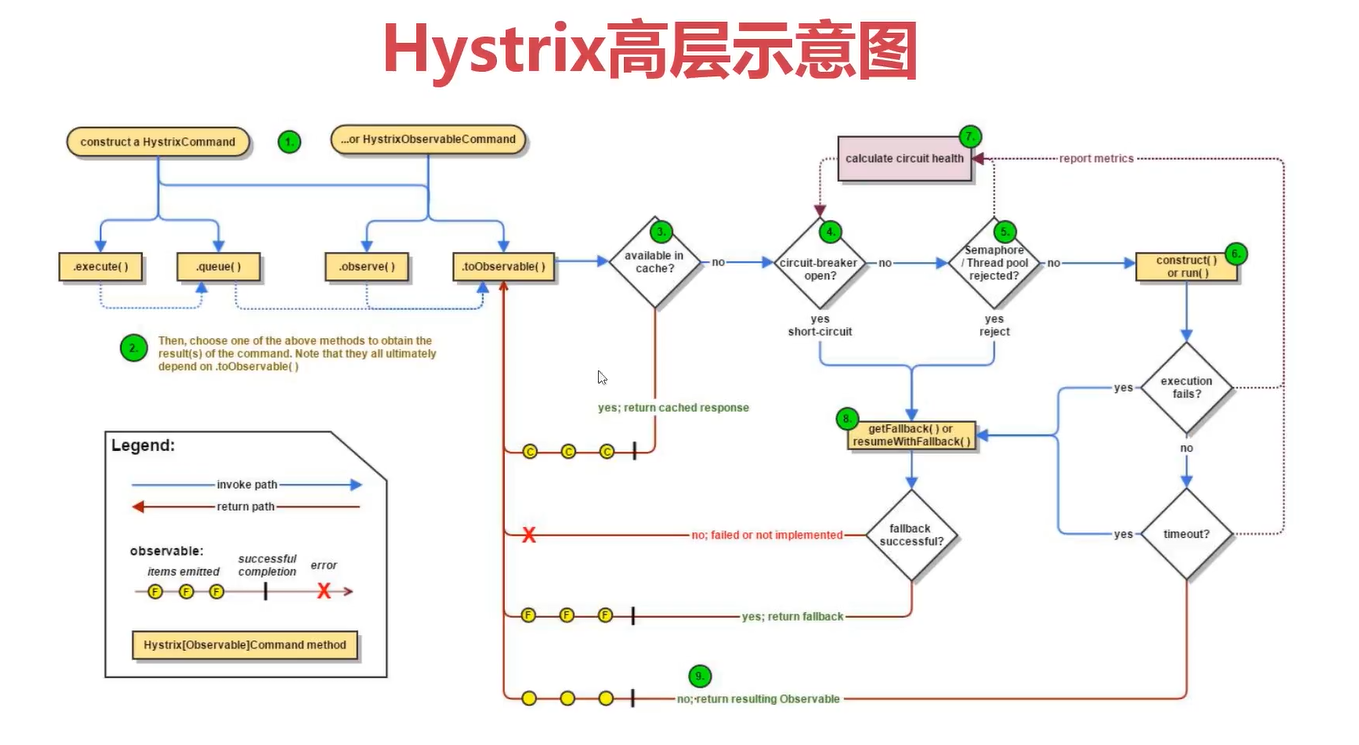 Hystrix高层示意图
construct a HystrixCommand
1.
...or HystrixObservableCommand
7.
calculate circuit health
report metrics
.execute( )
.queue( )
.observe( )
.toObservable( )
3.
available in
cache?
no
4.
circuit-breaker
open?
no
5.
Semaphore
/ Thread pool
rejected?
no
6.
construct( )
or run( )
yes
short-circuit
yes
reject
2.
Then, choose one of the above methods to obtain the
result(s) of the command. Note that they all ultimately
depend on .toObservable( )
yes; return cached response
C C C
yes
execution
fails?
no
8.
getFallback( ) or
resumeWithFallback( )
fallback
successful?
no; failed or not implemented
X
yes
timeout?
yes; return fallback
F F F
9.
no; return resulting Observable
Legend:
invoke path
return path
observable:
items emitted
successful
completion
error
F F F
X
Hystrix[Observable]Command method